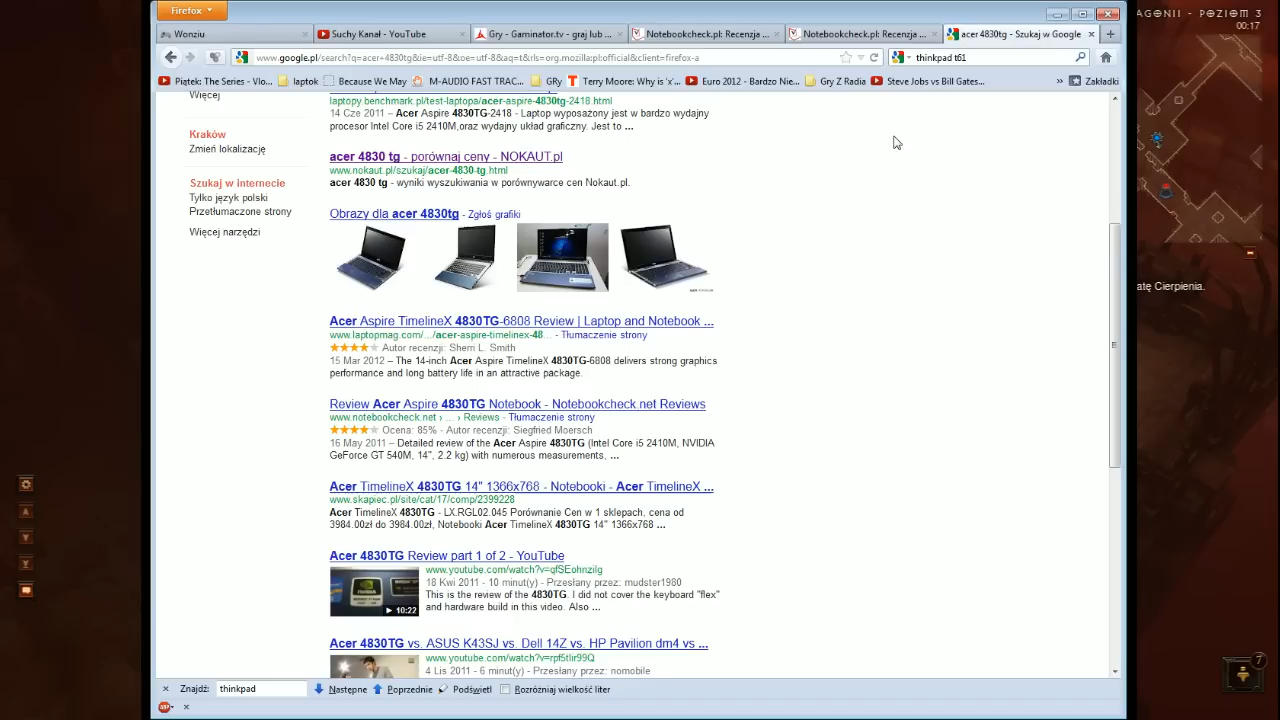 Firefox
AGONII - POZIOM 3
00:17
Wonziu
Suchy Kanał - YouTube
Gry - Gaminator.tv - graj lub ...
Notebookcheck.pl: Recenzja ...
Notebookcheck.pl: Recenzja ...
acer 4830tg - Szukaj w Google
www.google.pl/search?q=acer+4830tg&ie=utf-8&oe=utf-8&aq=t&rls=org.mozilla:pl:official&client=firefox-a
thinkpad t61
Piątek: The Series - Vlo...
laptok
Because We May
M-AUDIO FAST TRAC...
GRy
Terry Moore: Why is 'x'...
Euro 2012 - Bardzo Nie...
Gry Z Radia
Steve Jobs VS Bill Gates...
»
Zakładki
Więcej
Kraków
Zmień lokalizację
Szukaj w internecie
Tylko język polski
Przetłumaczone strony
Więcej narzędzi
laptopy.benchmark.pl/test-laptopa/acer-aspire-4830tg-2418.html
14 Cze 2011 – Acer Aspire 4830TG-2418 - Laptop wyposażony jest w bardzo wydajny
procesor Intel Core i5 2410M,oraz wydajny układ graficzny. Jest to ...
acer 4830 tg - porównaj ceny - NOKAUT.pl
www.nokaut.pl/szukaj/acer-4830-tg.html
acer 4830 tg - wyniki wyszukiwania w porównywarce cen Nokaut.pl.
Obrazy dla acer 4830tg - Zgłoś grafiki
Acer Aspire TimelineX 4830TG-6808 Review | Laptop and Notebook ...
www.laptopmag.com/.../acer-aspire-timelinex-48... - Tłumaczenie strony
Autor recenzji: Sherri L. Smith
15 Mar 2012 – The 14-inch Acer Aspire TimelineX 4830TG-6808 delivers strong graphics
performance and long battery life in an attractive package.
Review Acer Aspire 4830TG Notebook - Notebookcheck.net Reviews
www.notebookcheck.net › ... › Reviews - Tłumaczenie strony
Ocena: 85% - Autor recenzji: Siegfried Moersch
16 May 2011 – Detailed review of the Acer Aspire 4830TG (Intel Core i5 2410M, NVIDIA
GeForce GT 540M, 14", 2.2 kg) with numerous measurements, ...
Acer TimelineX 4830TG 14" 1366x768 - Notebooki - Acer TimelineX ...
www.skapiec.pl/site/cat/17/comp/2399228
Acer TimelineX 4830TG - LX.RGL02.045 Porównanie Cen w 1 sklepach, cena od
3984.00zł do 3984.00zł, Notebooki Acer TimelineX 4830TG 14" 1366x768 ...
Acer 4830TG Review part 1 of 2 - YouTube
www.youtube.com/watch?v=qfSEohnzilg
18 Kwi 2011 - 10 minut(y) - Przesłany przez: mudster1980
This is the review of the 4830TG. I did not cover the keyboard "flex"
and hardware build in this video. Also ...
10:22
Acer 4830TG vs. ASUS K43SJ vs. Dell 14Z vs. HP Pavilion dm4 vs ...
www.youtube.com/watch?v=rpf5tlir99Q
4 Lis 2011 - 6 minut(y) - Przesłany przez: nomobile
atę Cierpienia.
7
Znajdź:
thinkpad
Następne
Poprzednie
Podświetl
Rozróżniaj wielkość liter
ABP